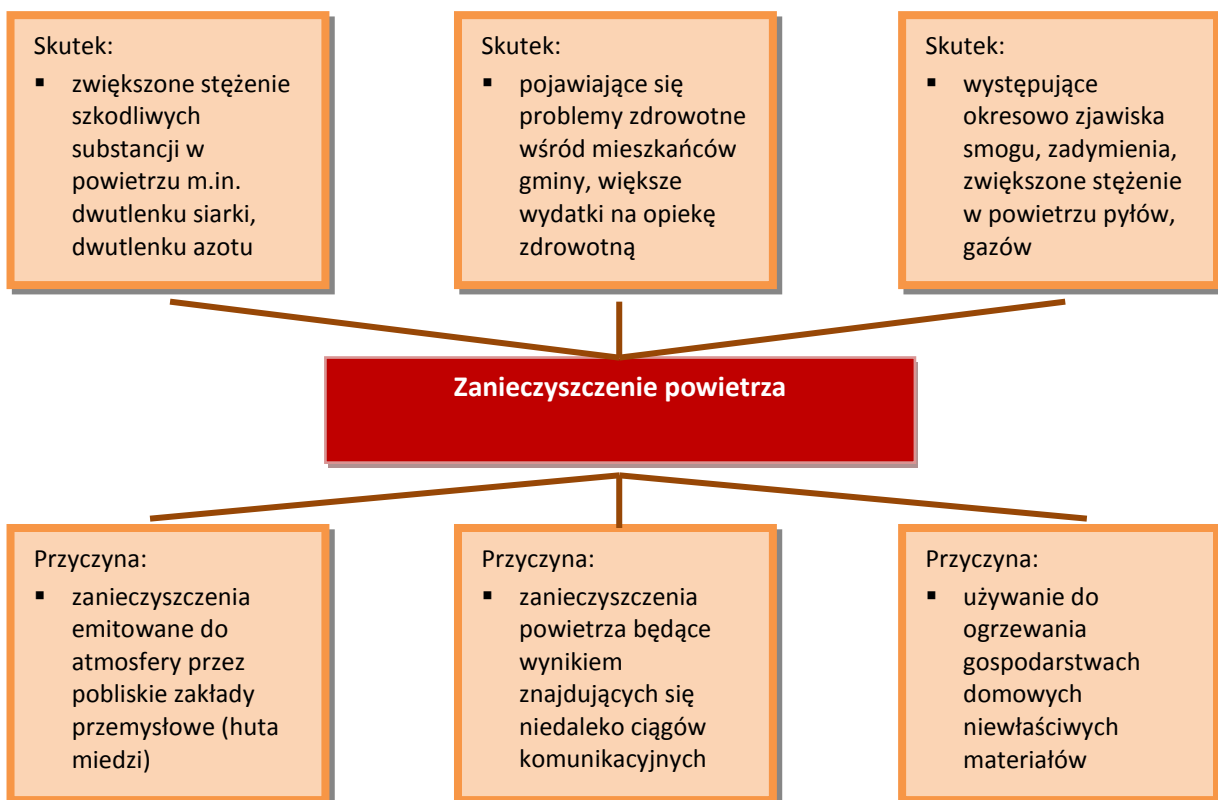 Skutek:
▪ zwiększone stężenie
szkodliwych
substancji w
powietrzu m.in.
dwutlenku siarki,
dwutlenku azotu
Skutek:
▪ pojawiające się
problemy zdrowotne
wśród mieszkańców
gminy, większe
wydatki na opiekę
zdrowotną
Skutek:
▪ występujące
okresowo zjawiska
smogu, zadymienia,
zwiększone stężenie
w powietrzu pyłów,
gazów
Zanieczyszczenie powietrza
Przyczyna:
▪ zanieczyszczenia
emitowane do
atmosfery przez
pobliskie zakłady
przemysłowe (huta
miedzi)
Przyczyna:
▪ zanieczyszczenia
powietrza będące
wynikiem
znajdujących się
niedaleko ciągów
komunikacyjnych
Przyczyna:
▪ używanie do
ogrzewania
gospodarstwach
domowych
niewłaściwych
materiałów